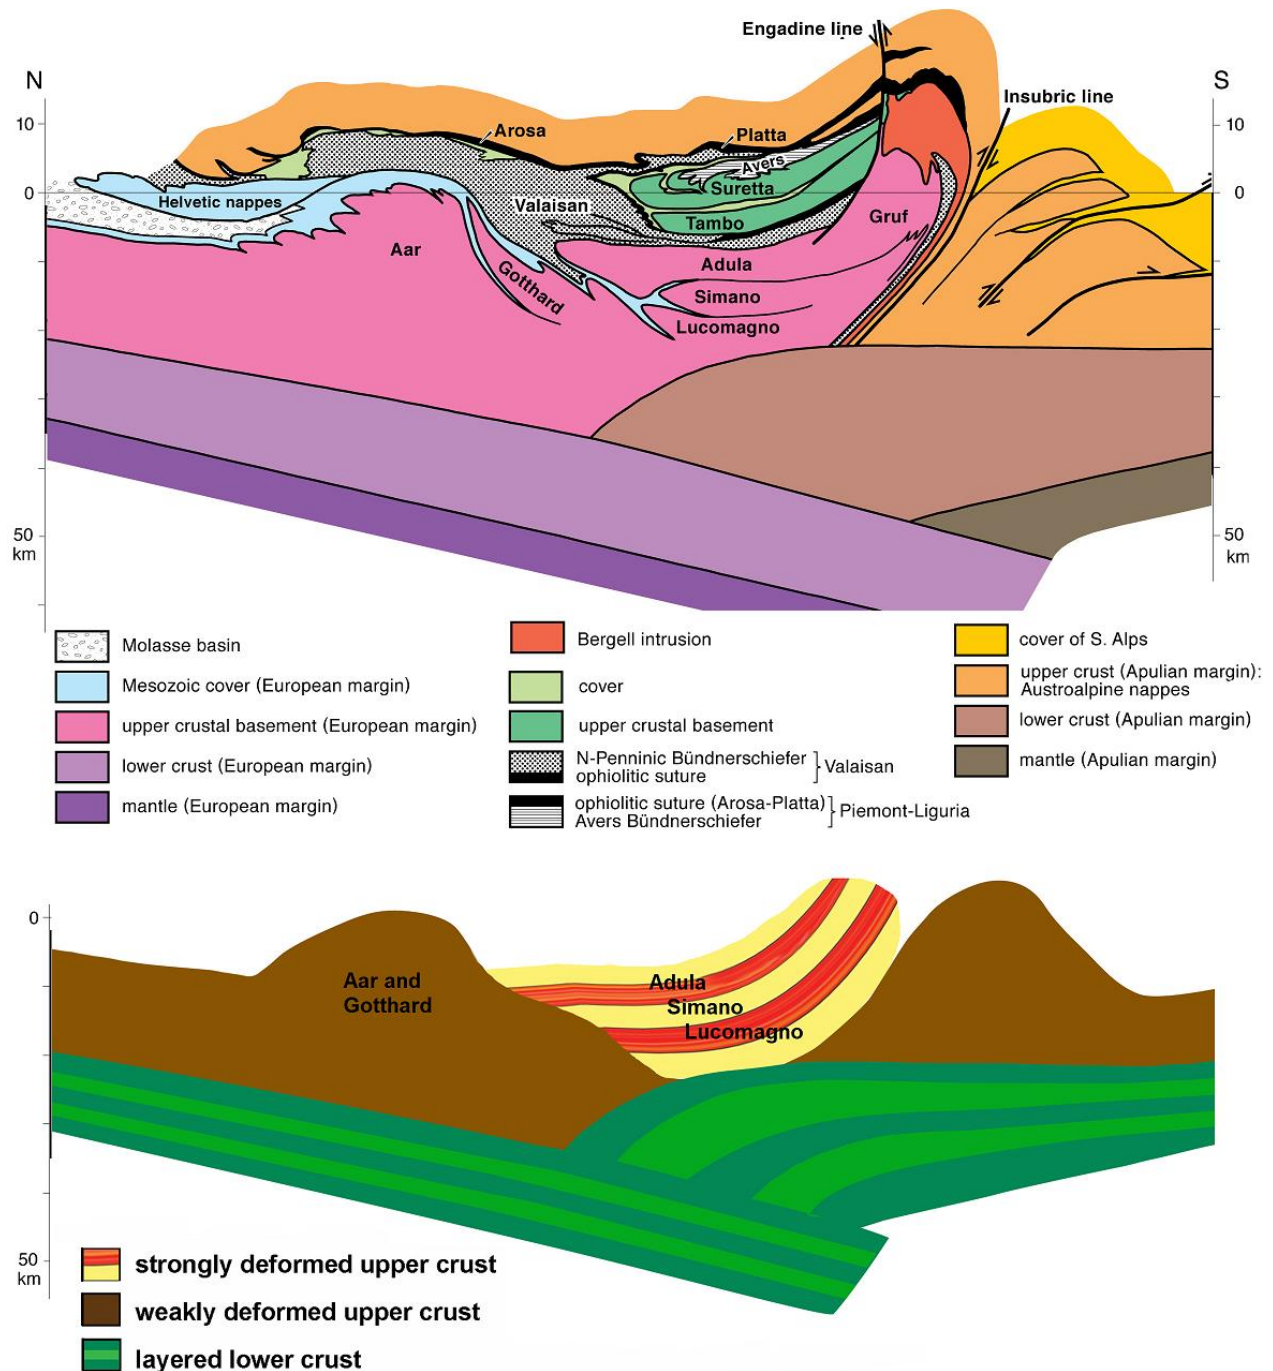 N
S
Engadine line
Insubric line
10
10
Arosa
Platta
Avers
Suretta
0
0
Helvetic nappes
Valaisan
Tambo
Gruf
Aar
Adula
Gotthard
Simano
Lucomagno
50
km
50
km
Molasse basin
Mesozoic cover (European margin)
upper crustal basement (European margin)
lower crust (European margin)
mantle (European margin)
Bergell intrusion
cover
upper crustal basement
N-Penninic Bündnerschiefer
ophiolitic suture
Valaisan
ophiolitic suture (Arosa-Platta)
Avers Bündnerschiefer
Piemont-Liguria
cover of S. Alps
upper crust (Apulian margin):
Austroalpine nappes
lower crust (Apulian margin)
mantle (Apulian margin)
0
Aar and
Gotthard
Adula
Simano
Lucomagno
50
km
strongly deformed upper crust
weakly deformed upper crust
layered lower crust